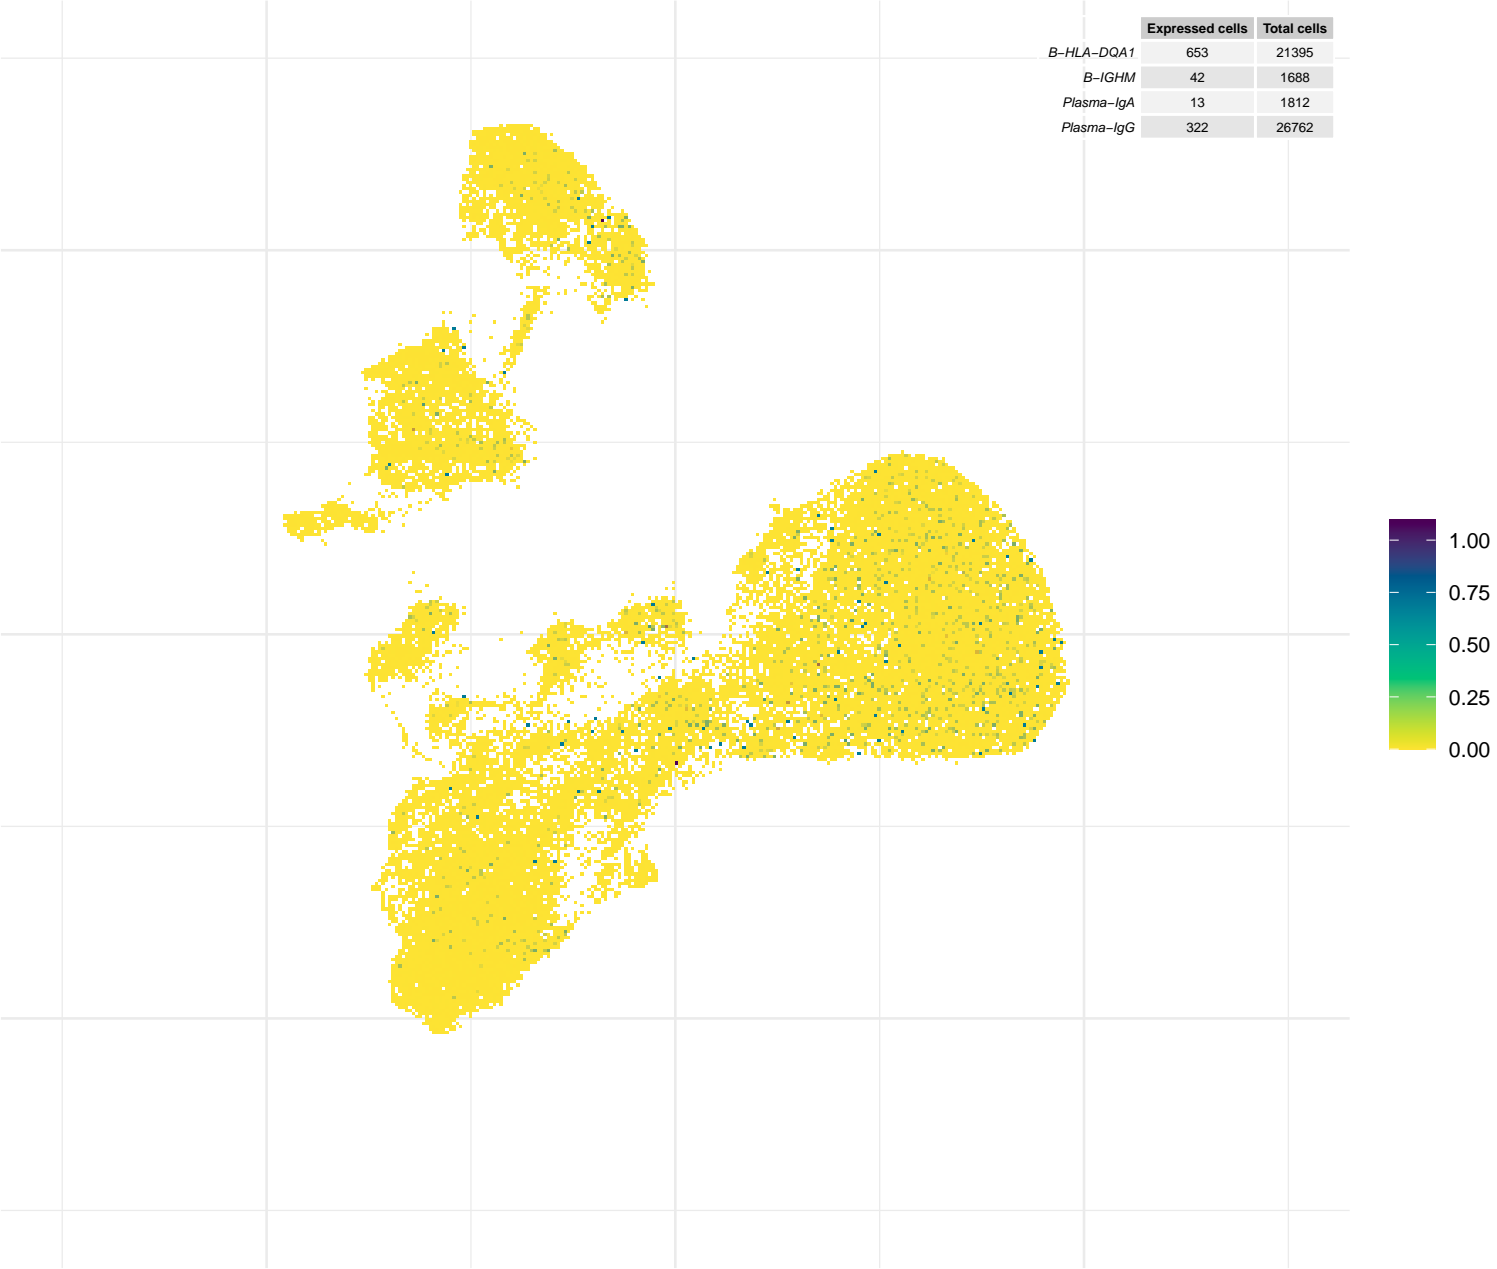 Expressed cells Total cells
B−HLA−DQA1 653 21395
B−IGHM 42 1688
Plasma−IgA 13 1812
Plasma−IgG 322 26762
1.00
0.75
0.50
0.25
0.00